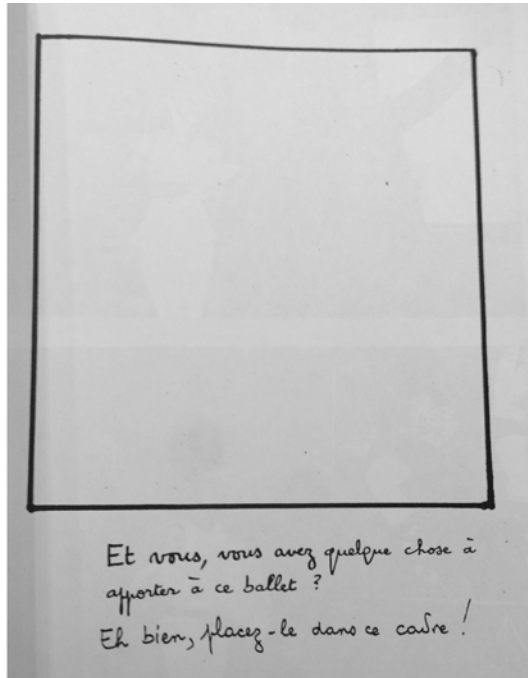 Et vous, vous avez quelque chose à
apporter à ce ballet ?
Eh bien, placez-le dans ce cadre !